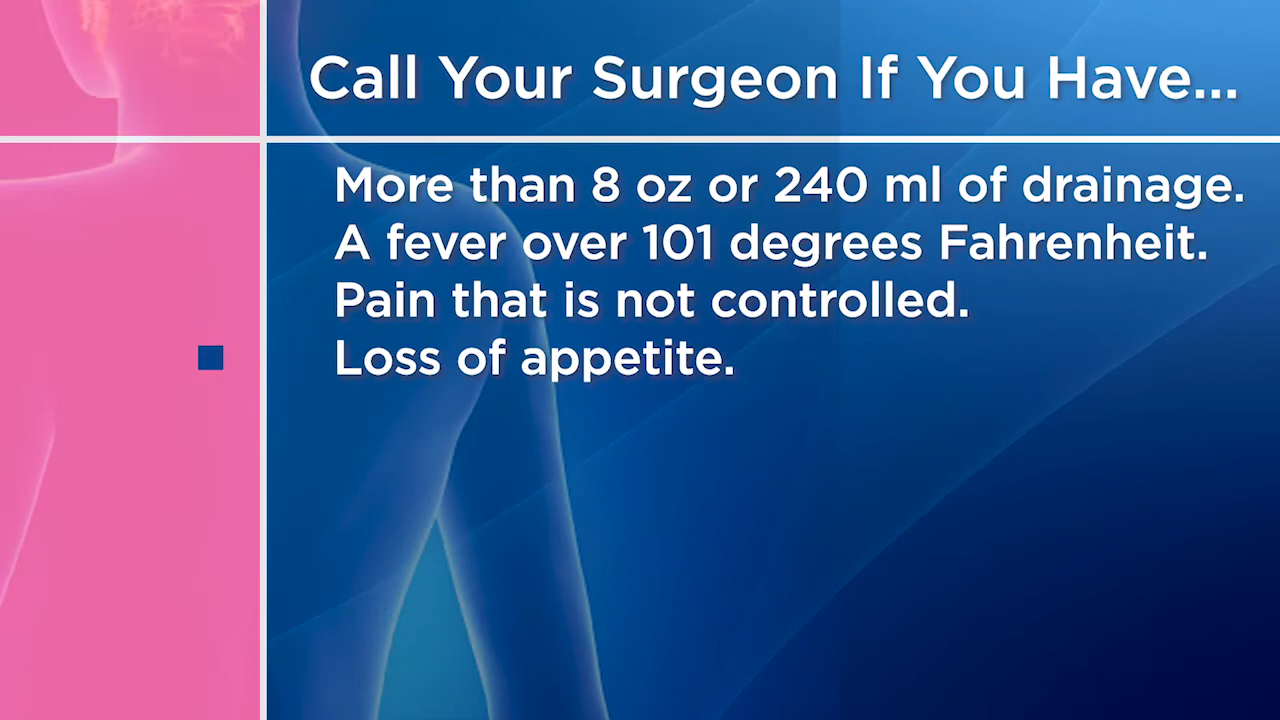 Call Your Surgeon If You Have...
More than 8 oz or 240 ml of drainage.
A fever over 101 degrees Fahrenheit.
Pain that is not controlled.
Loss of appetite.